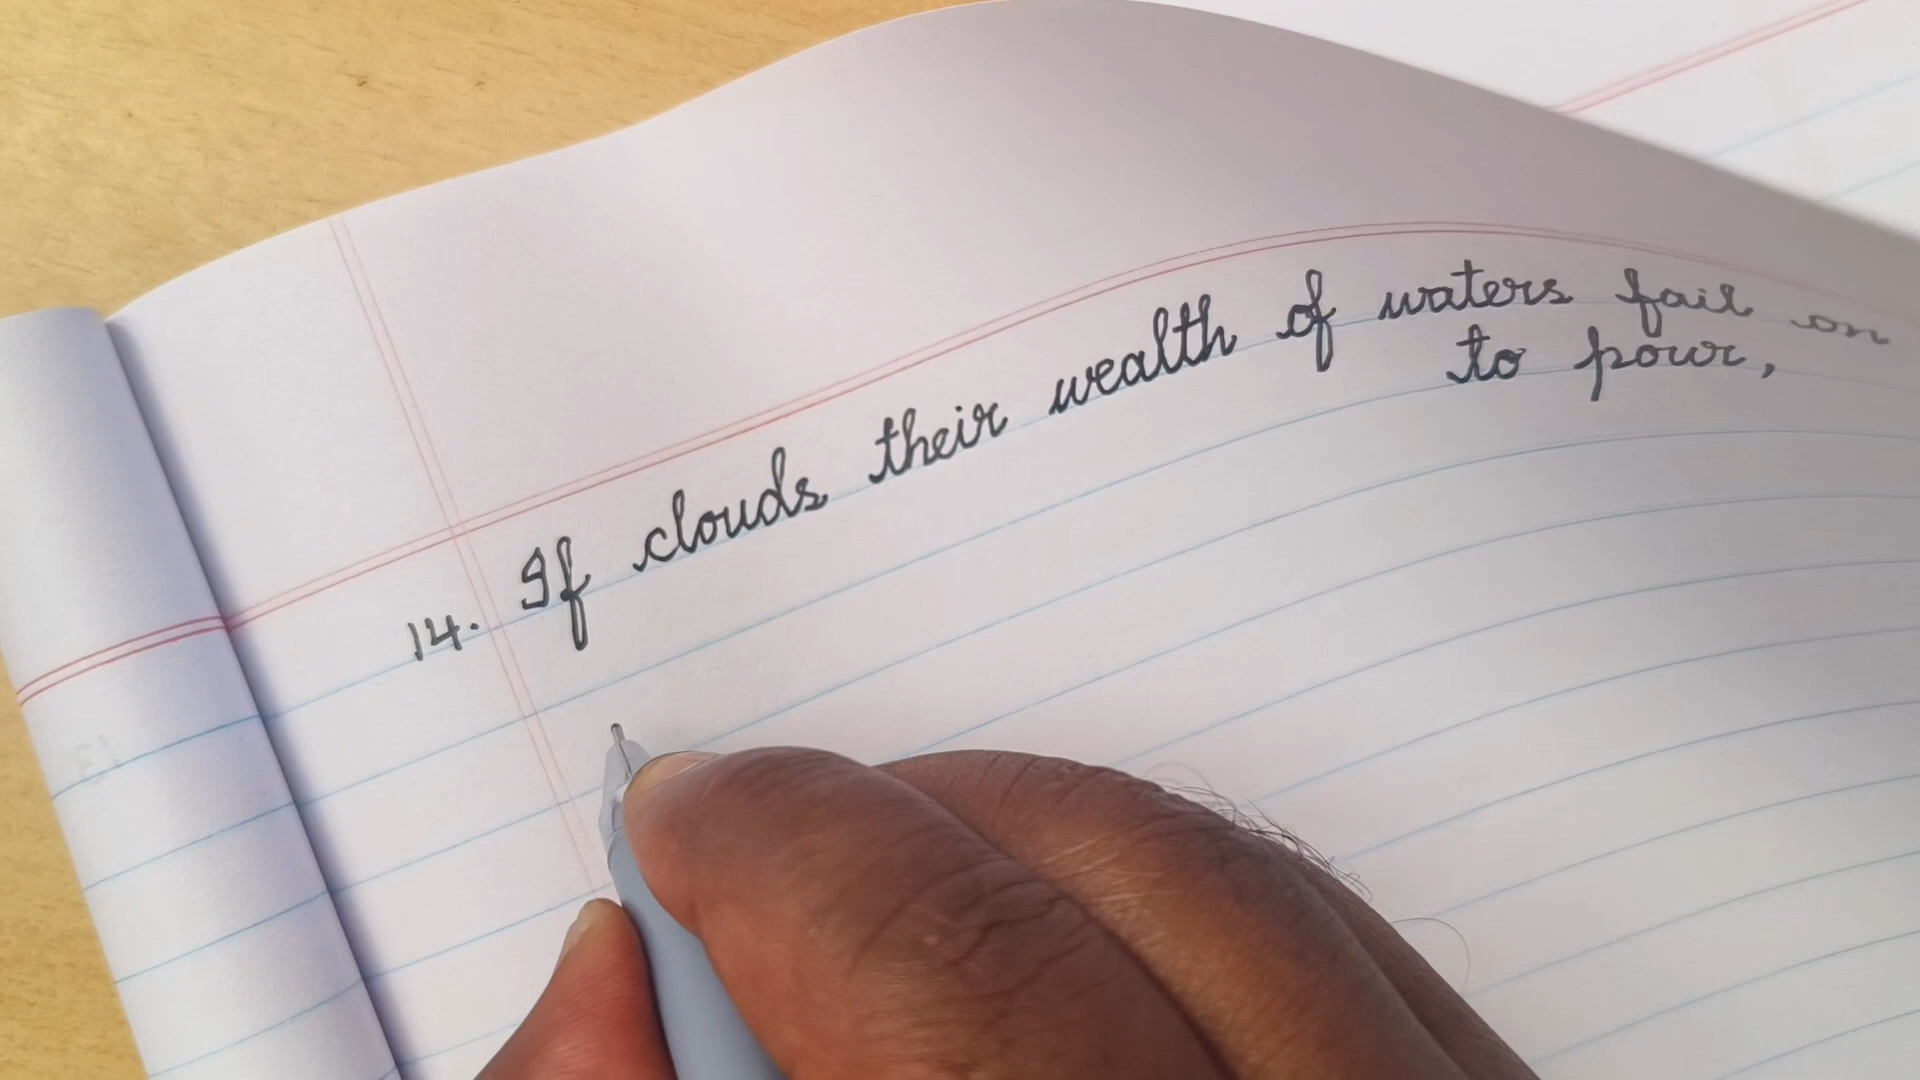 14. If clouds their wealth of waters fail on
to pour,